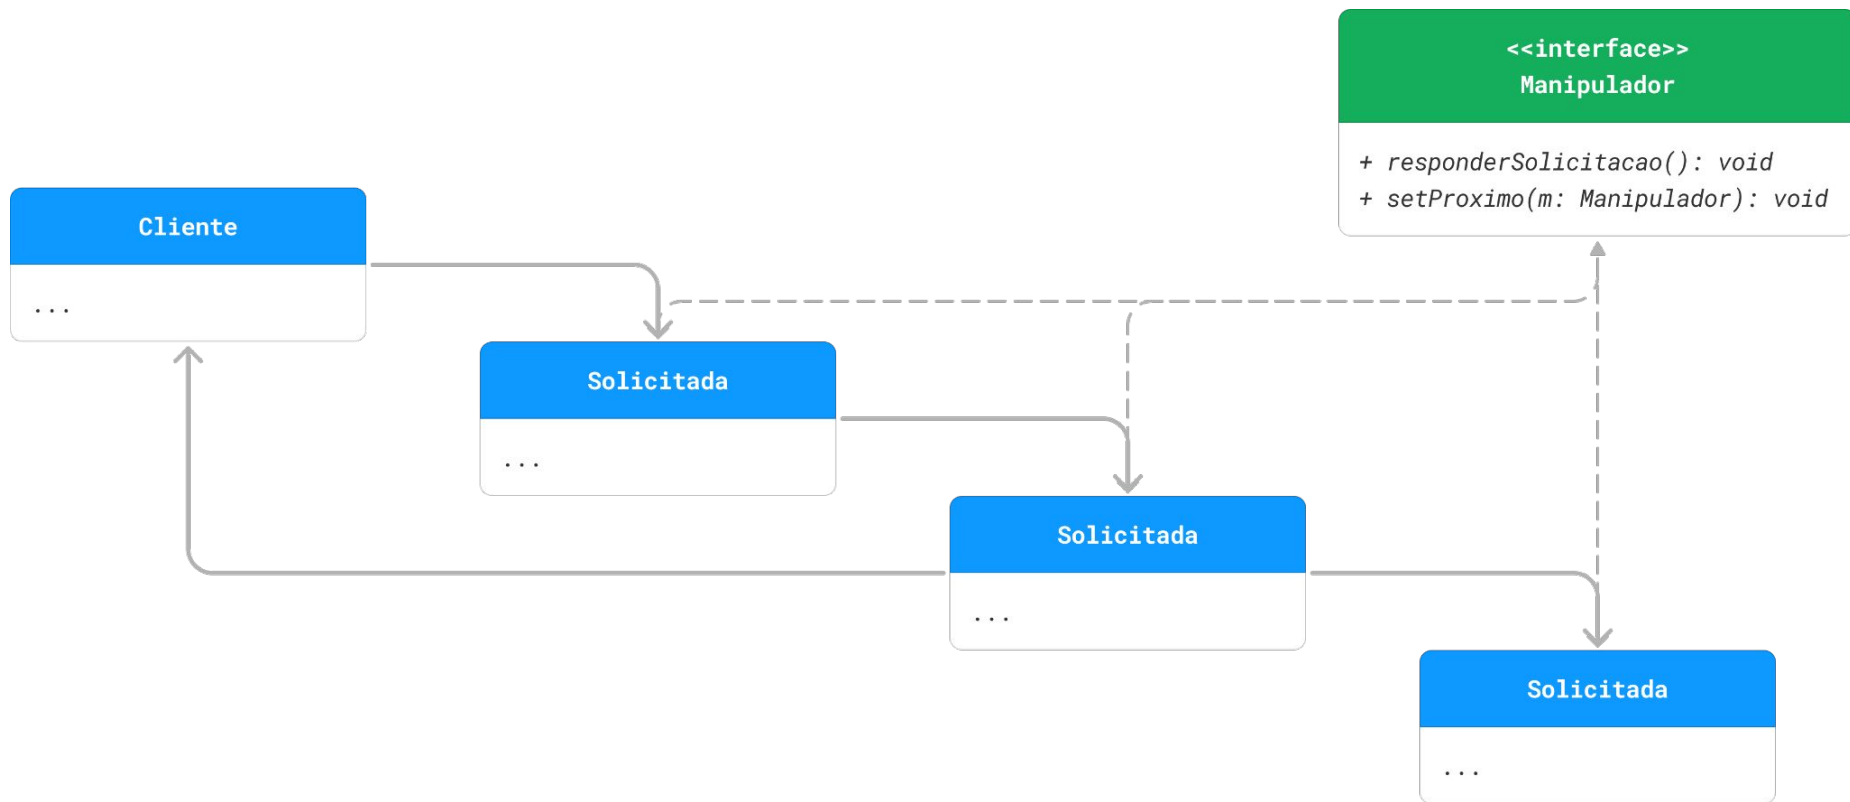 <<interface>>
Manipulador
+ responderSolicitacao(): void
+ setProximo(m: Manipulador): void
Cliente
...
Solicitada
...
Solicitada
...
Solicitada
...